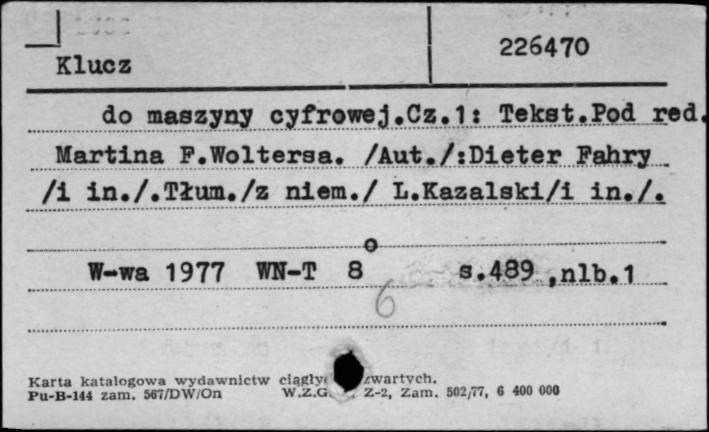 226470
Klucz
do maszyny cyfrowej.Cz.1: Tekst.Pod red.
Martina F.Woltersa. /Aut./:Dieter Fahry
/i in./.Tłum./z niem./ L.Kazalski/i in./.
W-wa 1977 WN-T 8o s.489 ,nlb.1
6
Karta katalogowa wydawnictw zwartych.
Pu-B-144 zam. 567/DW/On W.Z.G. Z-2, Zam. 502/77, 6 400 000